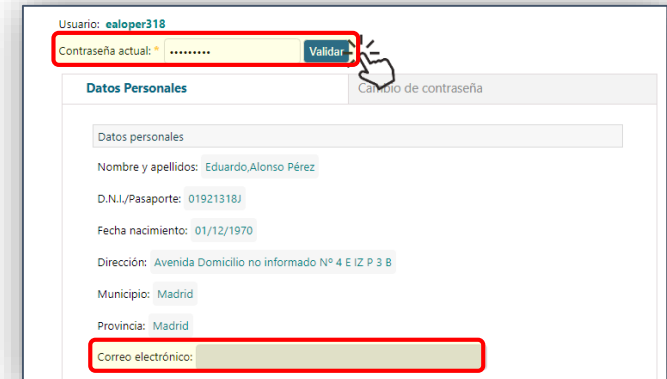 Usuario: ealoper318
Contraseña actual: * ••••••••• Validar
Datos Personales Cambio de contraseña
Datos personales
Nombre y apellidos: Eduardo,Alonso Pérez
D.N.I./Pasaporte: 01921318J
Fecha nacimiento: 01/12/1970
Dirección: Avenida Domicilio no informado Nº 4 E IZ P 3 B
Municipio: Madrid
Provincia: Madrid
Correo electrónico: